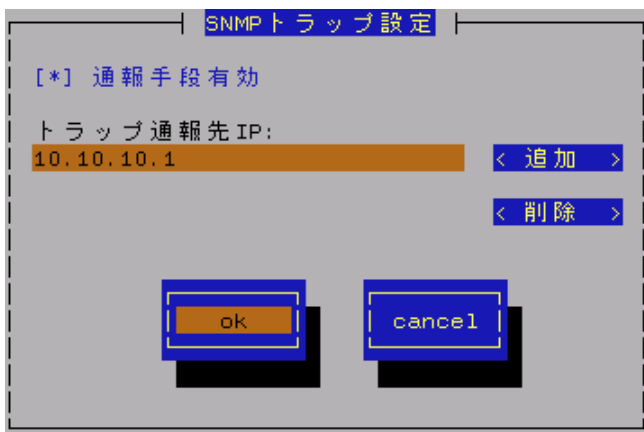 SNMPトラップ設定
[*] 通報手段有効
トラップ通報先IP:
10.10.10.1
< 追加 >
< 削除 >
ok
cancel